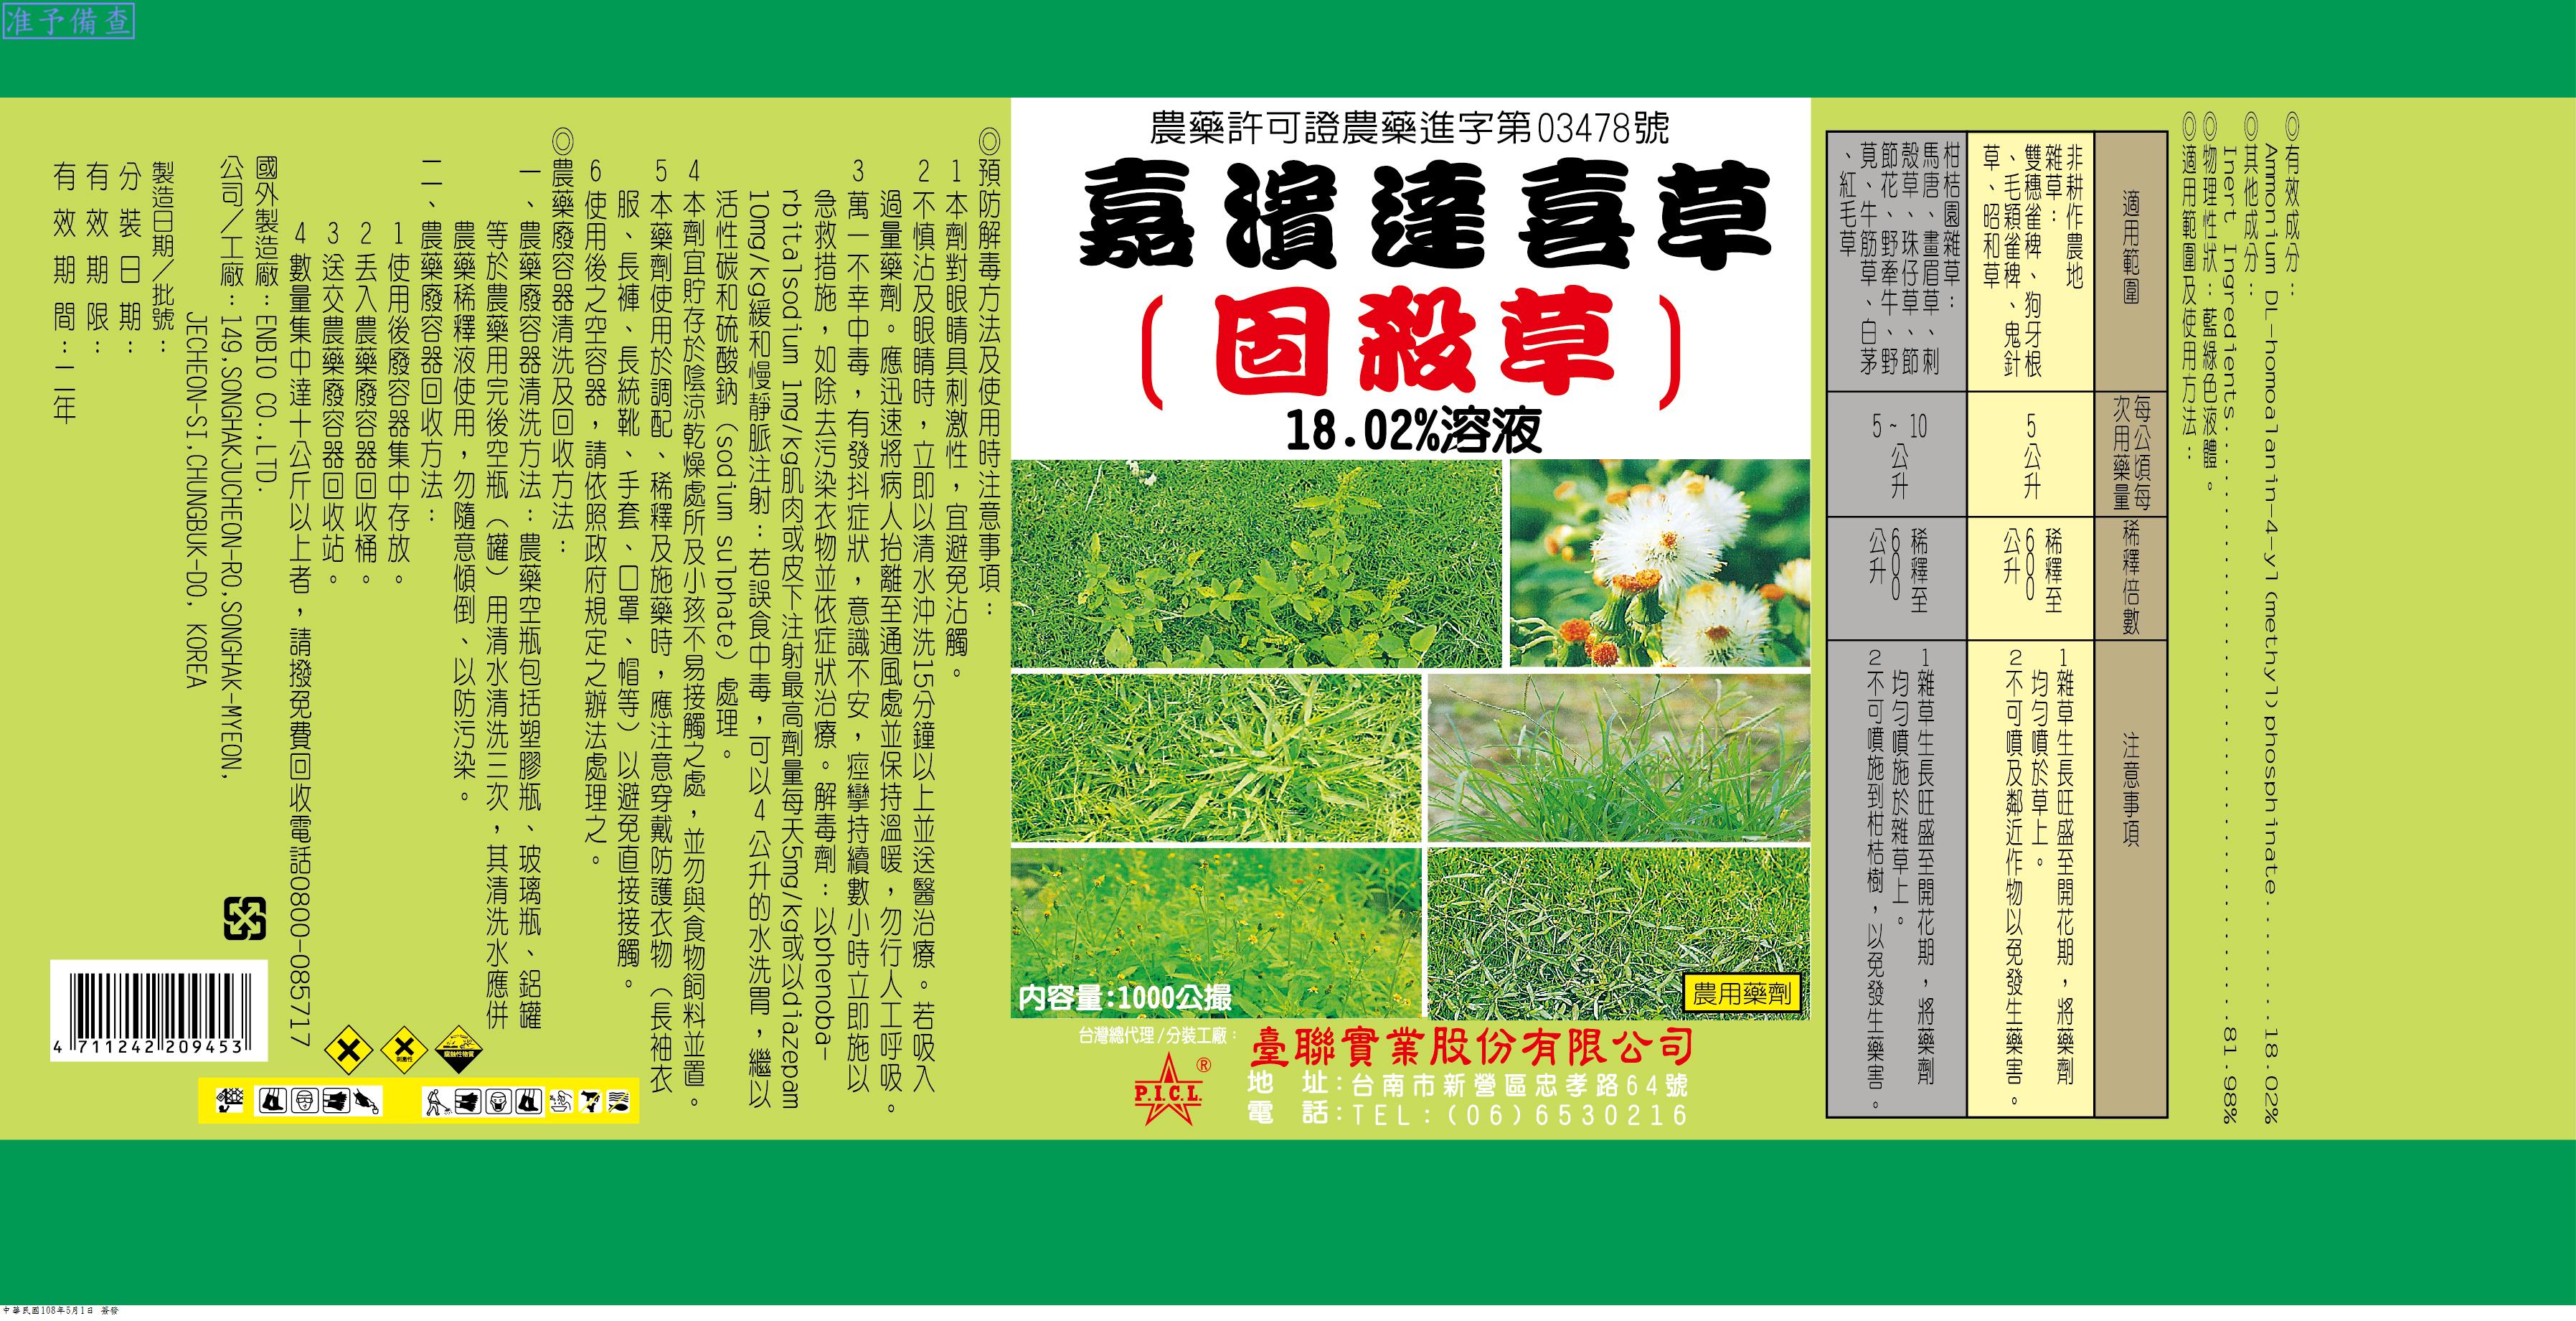 准予備查
◎有效成分：
Ammonium DL-homoalanin-4-yl(methyl)phosphinate........18.02%
◎其他成分：
Inert Ingredients..............................81.98%
◎物理性狀：藍綠色液體。
◎適用範圍及使用方法：
適用範圍
每公頃每
次用藥量
稀釋倍數
注意事項
非耕作農地
雜草：
雙穗雀稗、狗牙根
、毛穎雀稗、鬼針
草、昭和草
5
公升
稀釋至
600
公升
1雜草生長旺盛至開花期，將藥劑
均勻噴於草上。
2不可噴及鄰近作物以免發生藥害。
柑桔園雜草：
馬唐、畫眉草、刺
殼草、珠仔草、節
節花、野牽牛、野
莧、牛筋草、白茅
、紅毛草
5~10
公升
稀釋至
600
公升
1雜草生長旺盛至開花期，將藥劑
均勻噴施於雜草上。
2不可噴施到柑桔樹，以免發生藥害。
農藥許可證農藥進字第03478號
嘉濱達喜草
(固殺草)
18.02%溶液
內容量:1000公撮
農用藥劑
台灣總代理/分裝工廠：
臺聯實業股份有限公司
P.I.C.L.
®
地 址:台南市新營區忠孝路64號
電 話:TEL:(06)6530216
◎預防解毒方法及使用時注意事項：
1本劑對眼睛具刺激性，宜避免沾觸。
2不慎沾及眼睛時，立即以清水沖洗15分鐘以上並送醫治療。若吸入
過量藥劑。應迅速將病人抬離至通風處並保持溫暖，勿行人工呼吸。
3萬一不幸中毒，有發抖症狀，意識不安，痙攣持續數小時立即施以
急救措施，如除去污染衣物並依症狀治療。解毒劑：以phenoba-
rbitalsodium 1mg/kg肌肉或皮下注射最高劑量每天5mg/kg或以diazepam
10mg/kg緩和慢靜脈注射：若誤食中毒，可以4公升的水洗胃，繼以
活性碳和硫酸鈉（sodium sulphate）處理。
4本劑宜貯存於陰涼乾燥處所及小孩不易接觸之處，並勿與食物飼料並置。
5本藥劑使用於調配、稀釋及施藥時，應注意穿戴防護衣物（長袖衣
服、長褲、長統靴、手套、口罩、帽等）以避免直接接觸。
6使用後之空容器，請依照政府規定之辦法處理之。
◎農藥廢容器清洗及回收方法：
一、農藥廢容器清洗方法：農藥空瓶包括塑膠瓶、玻璃瓶、鋁罐
等於農藥用完後空瓶（罐）用清水清洗三次，其清洗水應併
農藥稀釋液使用，勿隨意傾倒、以防污染。
二、農藥廢容器回收方法：
1使用後廢容器集中存放。
2丟入農藥廢容器回收桶。
3送交農藥廢容器回收站。
4數量集中達十公斤以上者，請撥免費回收電話0800-085717
國外製造廠：ENBIO CO.,LTD.
公司/工廠：149,SONGHAKJUCHEON-RO,SONGHAK-MYEON,
JECHEON-SI,CHUNGBUK-DO, KOREA
製造日期/批號：
分裝日期：
有效期限：
有效期間：二年
4 711242 209453
刺激性
腐蝕性物質
中華民國108年5月1日 簽發